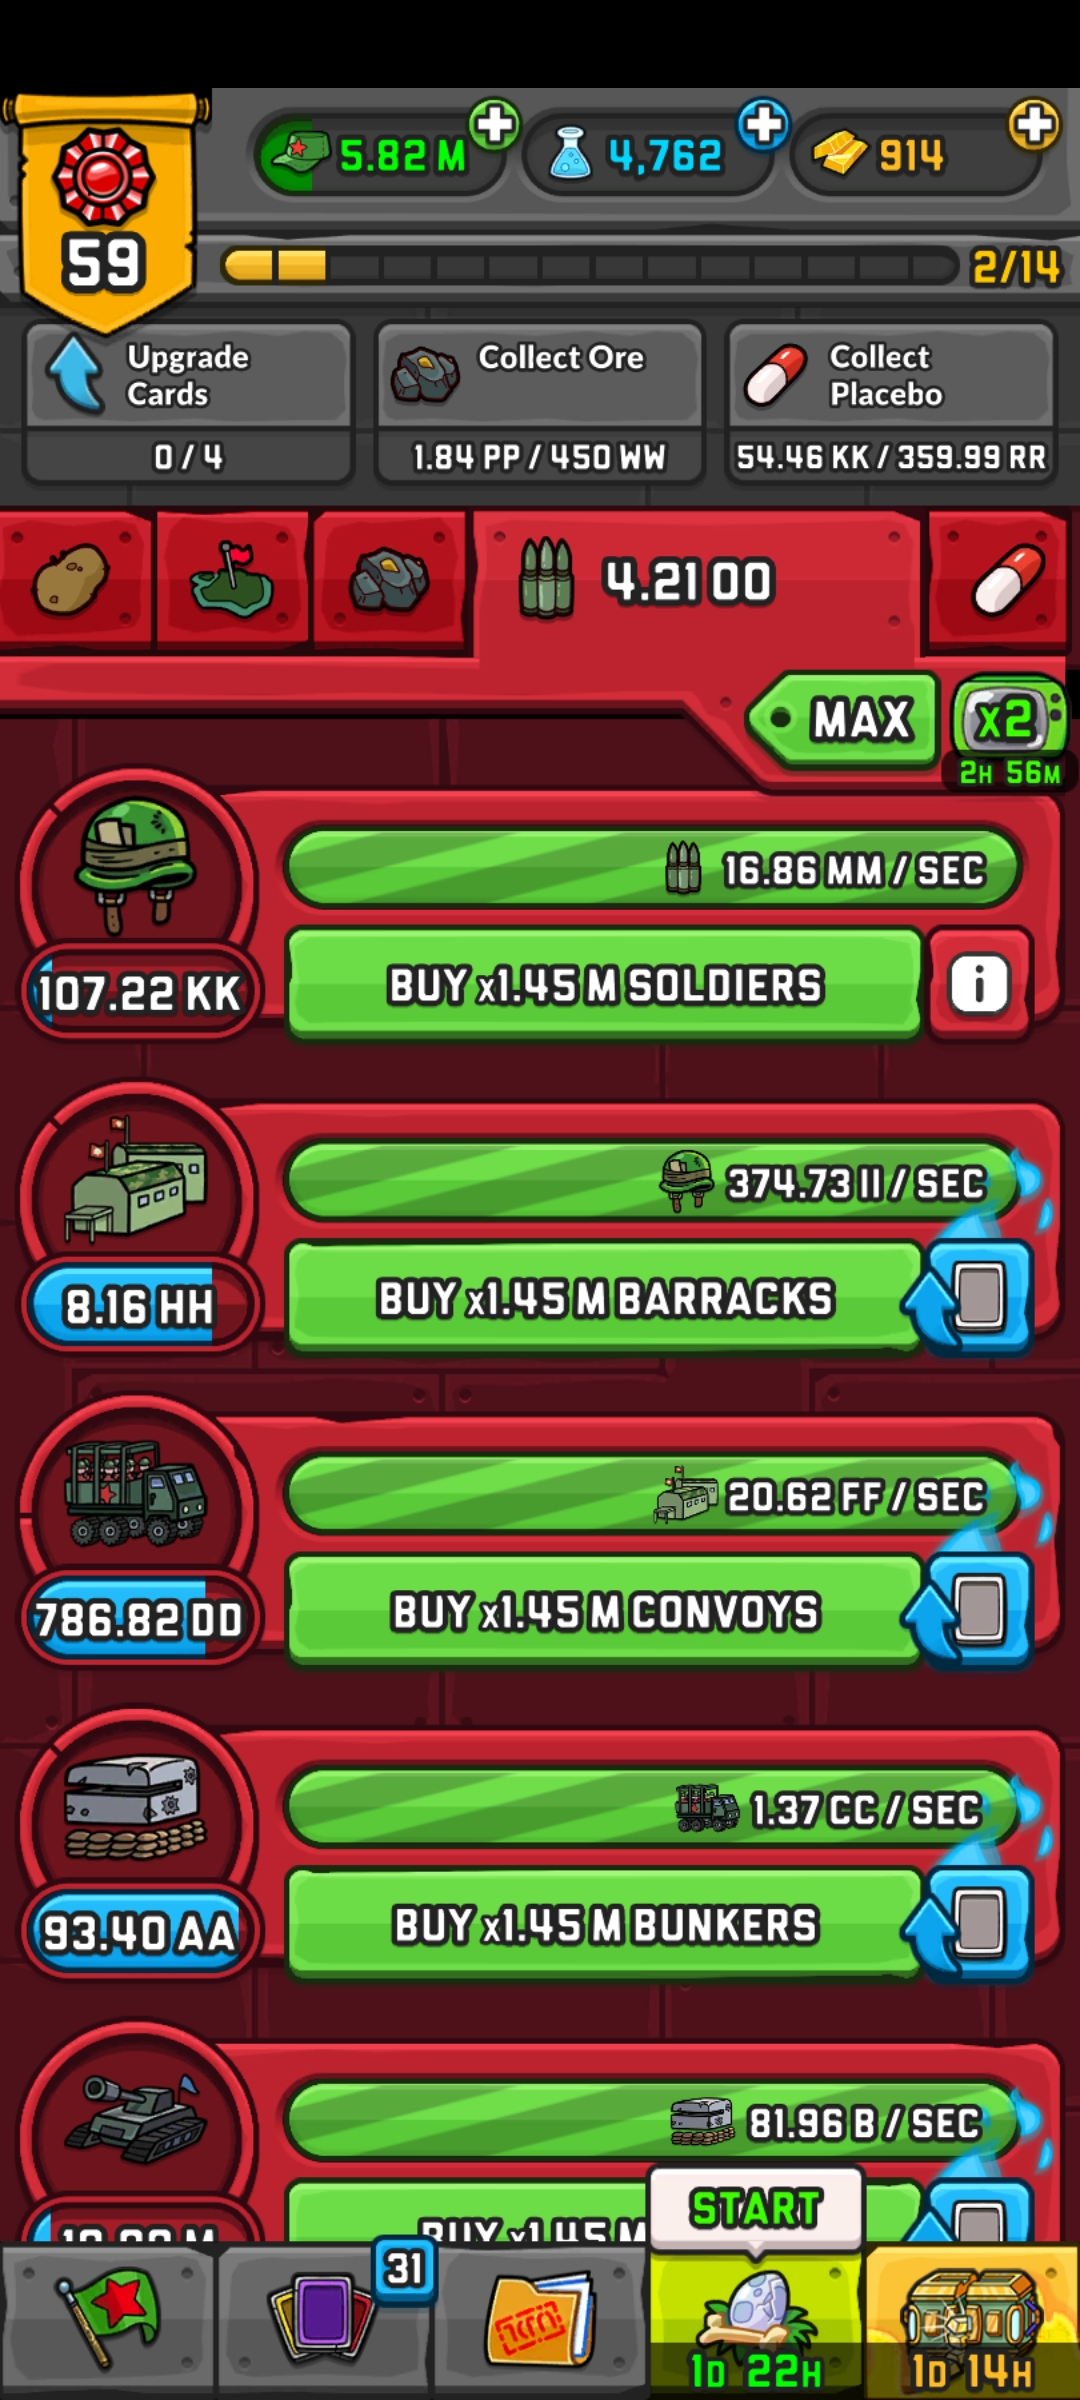 5.82 M
4,762
914
59
2/14
Upgrade
Cards
0 / 4
Collect Ore
1.84 PP / 450 WW
Collect
Placebo
54.46 KK / 359.99 RR
4.21 OO
MAX
x2
2H 56M
16.86 MM / SEC
107.22 KK
BUY x1.45 M SOLDIERS
i
374.73 II / SEC
8.16 HH
BUY x1.45 M BARRACKS
20.62 FF / SEC
786.82 DD
BUY x1.45 M CONVOYS
1.37 CC / SEC
93.40 AA
BUY x1.45 M BUNKERS
81.96 B / SEC
BUY x1.45 M
START
31
1D 22H
1D 14H